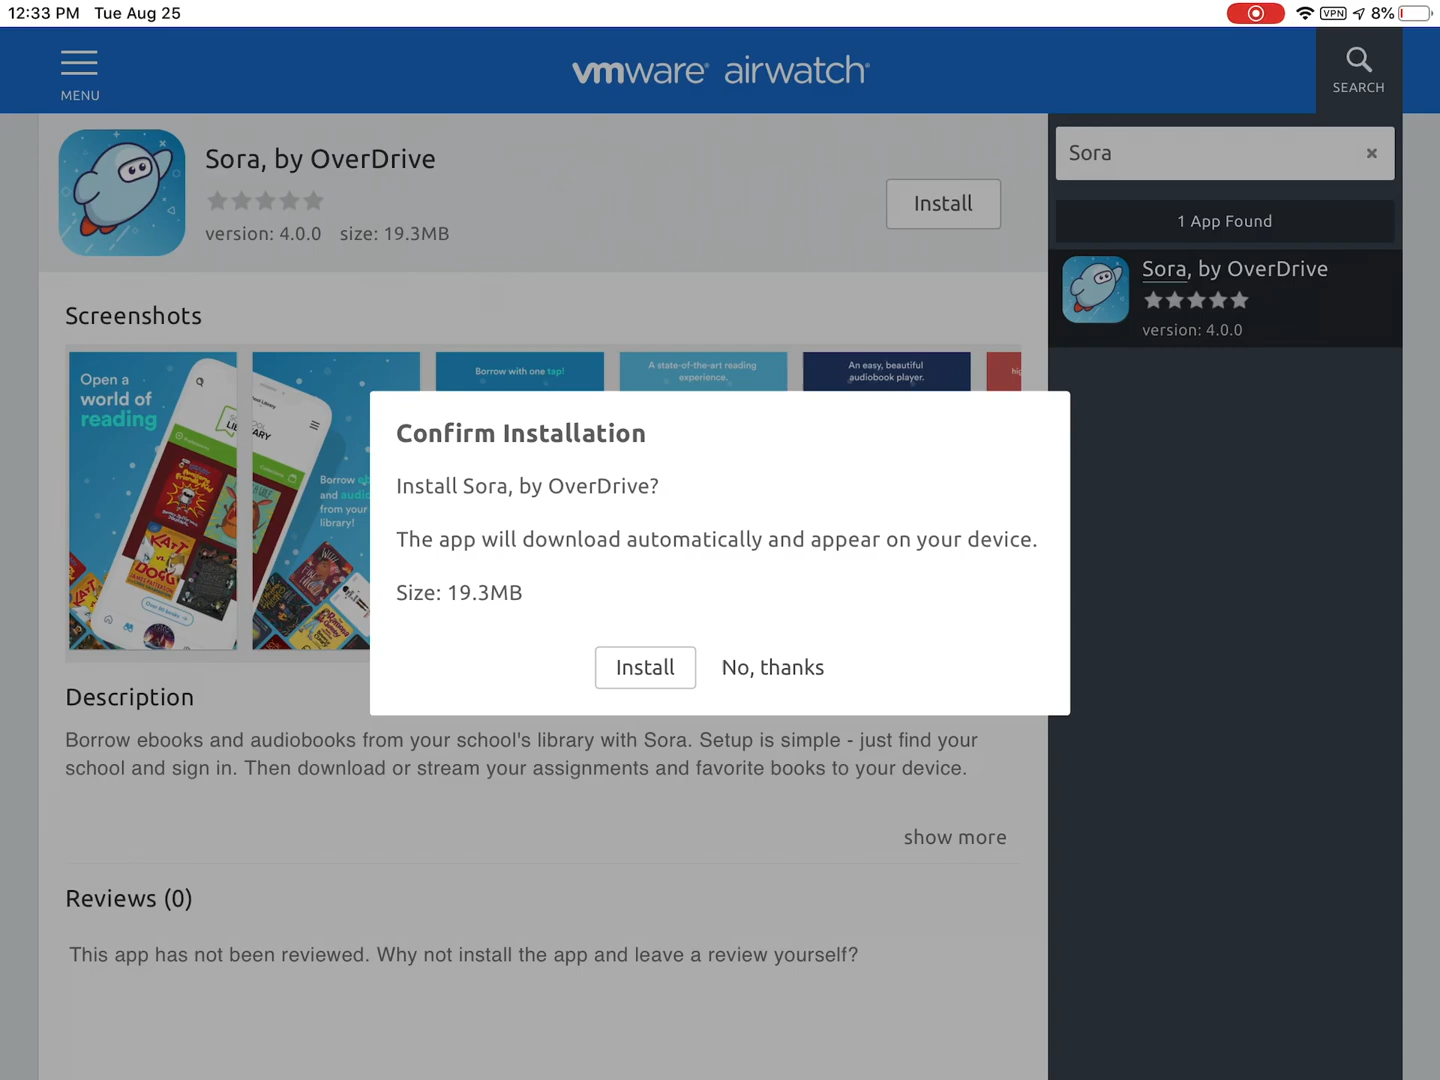 12:33 PM Tue Aug 25
VPN 8%
MENU
vmware airwatch
SEARCH
Sora, by OverDrive
version: 4.0.0 size: 19.3MB
Install
Sora
×
1 App Found
Sora, by OverDrive
version: 4.0.0
Screenshots
Open a
world of
reading
SCHOOL
Borrow
and audio
from your
library!
Borrow with one tap!
A state-of-the-art reading
experience.
An easy, beautiful
audiobook player.
KATT
vs.
DOGG
JAMES PATTERSON
Confirm Installation
Install Sora, by OverDrive?
The app will download automatically and appear on your device.
Size: 19.3MB
Install
No, thanks
Description
Borrow ebooks and audiobooks from your school's library with Sora. Setup is simple - just find your
school and sign in. Then download or stream your assignments and favorite books to your device.
show more
Reviews (0)
This app has not been reviewed. Why not install the app and leave a review yourself?